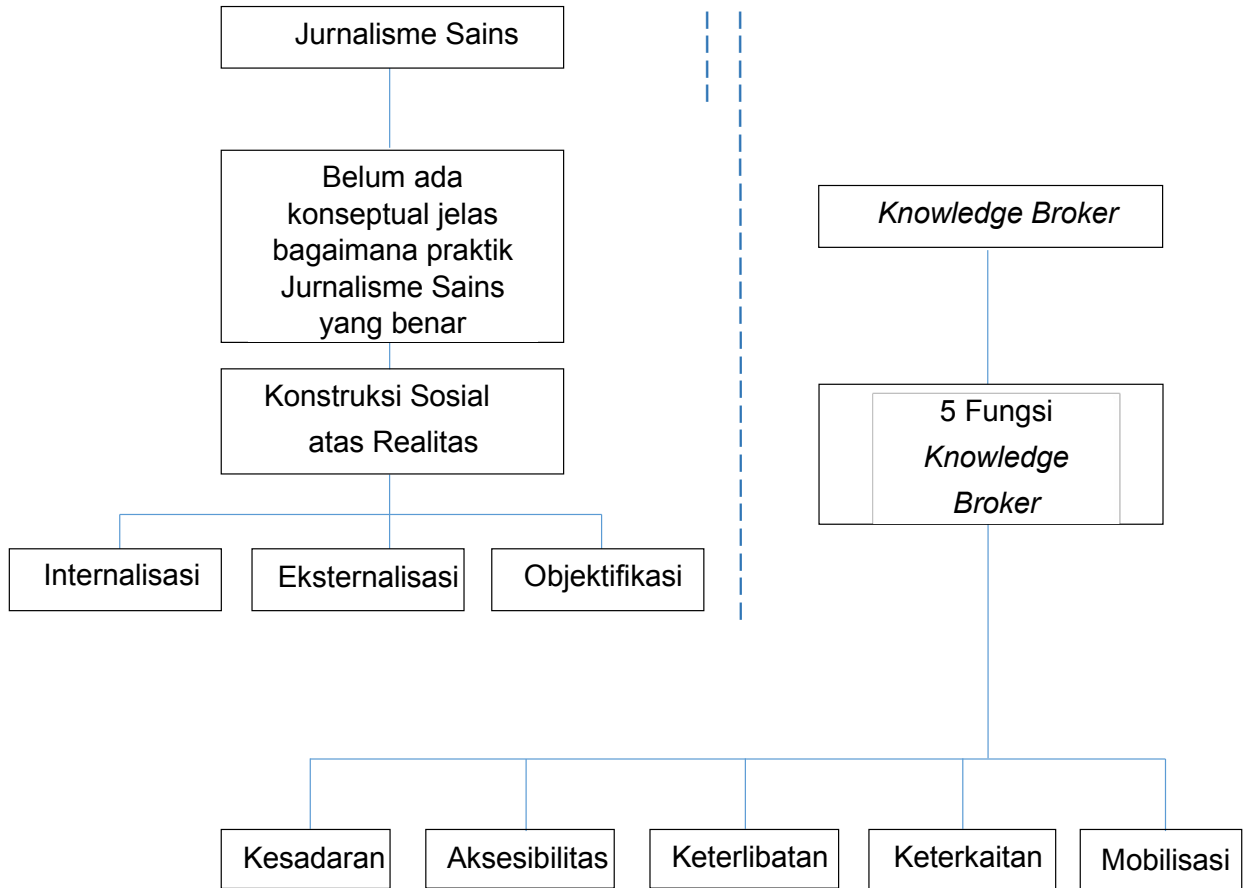 Jurnalisme Sains
Belum ada
konseptual jelas
bagaimana praktik
Jurnalisme Sains
yang benar
Konstruksi Sosial
atas Realitas
Internalisasi
Eksternalisasi
Objektifikasi
Knowledge Broker
5 Fungsi
Knowledge
Broker
Kesadaran
Aksesibilitas
Keterlibatan
Keterkaitan
Mobilisasi